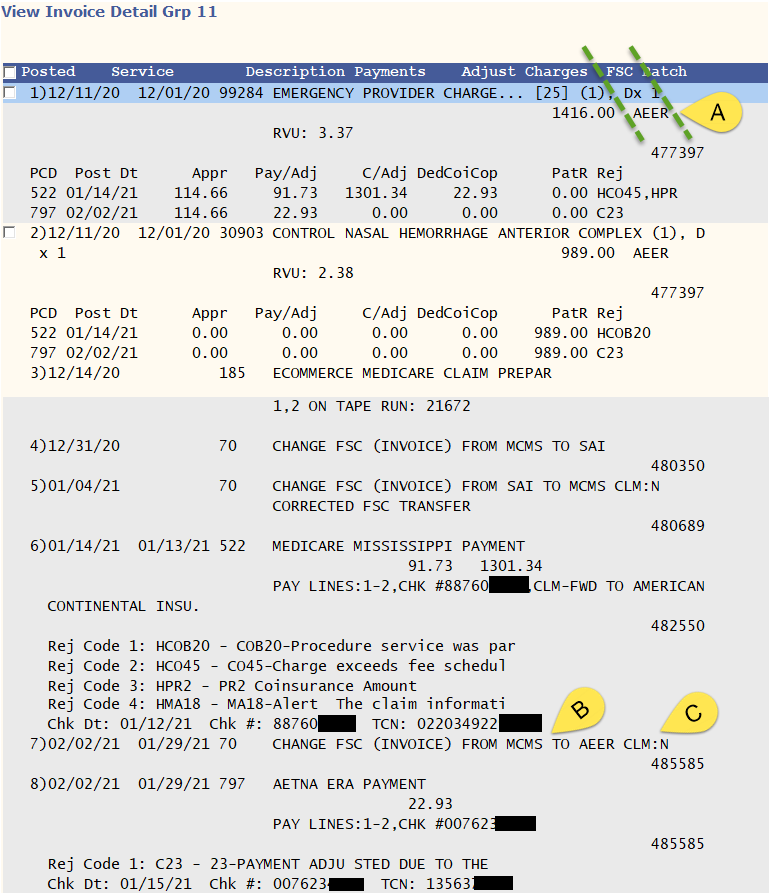 View Invoice Detail Grp 11
Posted Service Description Payments Adjust Charges FSC Batch
1)12/11/20 12/01/20 99284 EMERGENCY PROVIDER CHARGE... [25] (1), Dx 1
1416.00 AEER
A
RVU: 3.37
477397
PCD Post Dt Appr Pay/Adj C/Adj DedCoiCop PatR Rej
522 01/14/21 114.66 91.73 1301.34 22.93 0.00 HCO45,HPR
797 02/02/21 114.66 22.93 0.00 0.00 0.00 C23
2)12/11/20 12/01/20 30903 CONTROL NASAL HEMORRHAGE ANTERIOR COMPLEX (1), D
x 1 989.00 AEER
RVU: 2.38
477397
PCD Post Dt Appr Pay/Adj C/Adj DedCoiCop PatR Rej
522 01/14/21 0.00 0.00 0.00 0.00 989.00 HCOB20
797 02/02/21 0.00 0.00 0.00 0.00 989.00 C23
3)12/14/20 185 ECOMMERCE MEDICARE CLAIM PREPAR
1,2 ON TAPE RUN: 21672
4)12/31/20 70 CHANGE FSC (INVOICE) FROM MCMS TO SAI
480350
5)01/04/21 70 CHANGE FSC (INVOICE) FROM SAI TO MCMS CLM:N
CORRECTED FSC TRANSFER
480689
6)01/14/21 01/13/21 522 MEDICARE MISSISSIPPI PAYMENT
91.73 1301.34
PAY LINES:1-2,CHK #88760 ,CLM-FWD TO AMERICAN
CONTINENTAL INSU.
482550
Rej Code 1: HCOB20 - COB20-Procedure service was par
Rej Code 2: HCO45 - CO45-Charge exceeds fee schedul
Rej Code 3: HPR2 - PR2 Coinsurance Amount
Rej Code 4: HMA18 - MA18-Alert The claim informati
Chk Dt: 01/12/21 Chk #: 88760 TCN: 022034922
B
C
7)02/02/21 01/29/21 70 CHANGE FSC (INVOICE) FROM MCMS TO AEER CLM:N
485585
8)02/02/21 01/29/21 797 AETNA ERA PAYMENT
22.93
PAY LINES:1-2,CHK #007623
485585
Rej Code 1: C23 - 23-PAYMENT ADJU STED DUE TO THE
Chk Dt: 01/15/21 Chk #: 007623 TCN: 13563